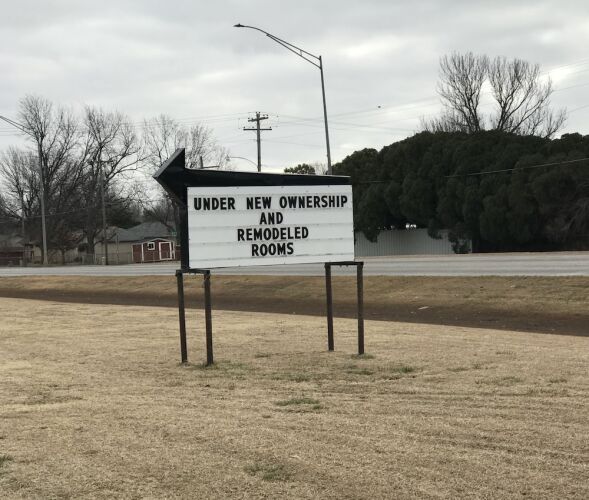 UNDER NEW OWNERSHIP
AND
REMODELED
ROOMS